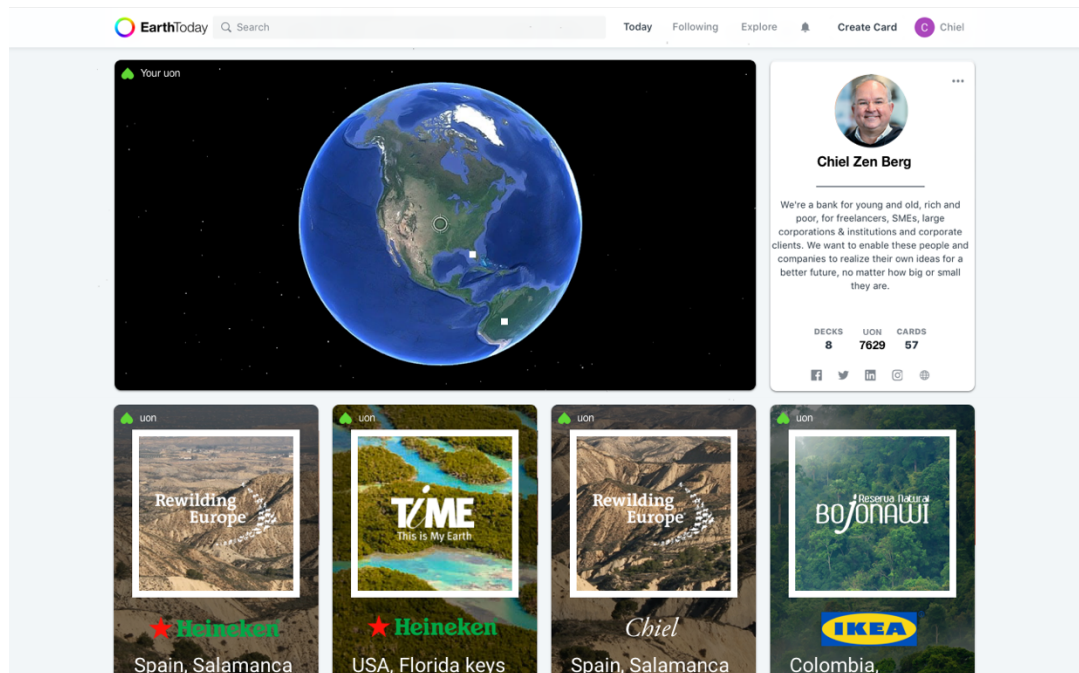 EarthToday
Search
Today
Following
Explore
Create Card
C
Chiel
Your uon
Chiel Zen Berg
We're a bank for young and old, rich and
poor, for freelancers, SMEs, large
corporations & institutions and corporate
clients. We want to enable these people and
companies to realize their own ideas for a
better future, no matter how big or small
they are.
DECKS UON CARDS
8 7629 57
uon
Rewilding
Europe
Heineken
Spain, Salamanca
uon
TiME
This is My Earth
Heineken
USA, Florida keys
uon
Rewilding
Europe
Chiel
Spain, Salamanca
uon
Reserva Natural
BOJONAWI
IKEA
Colombia,